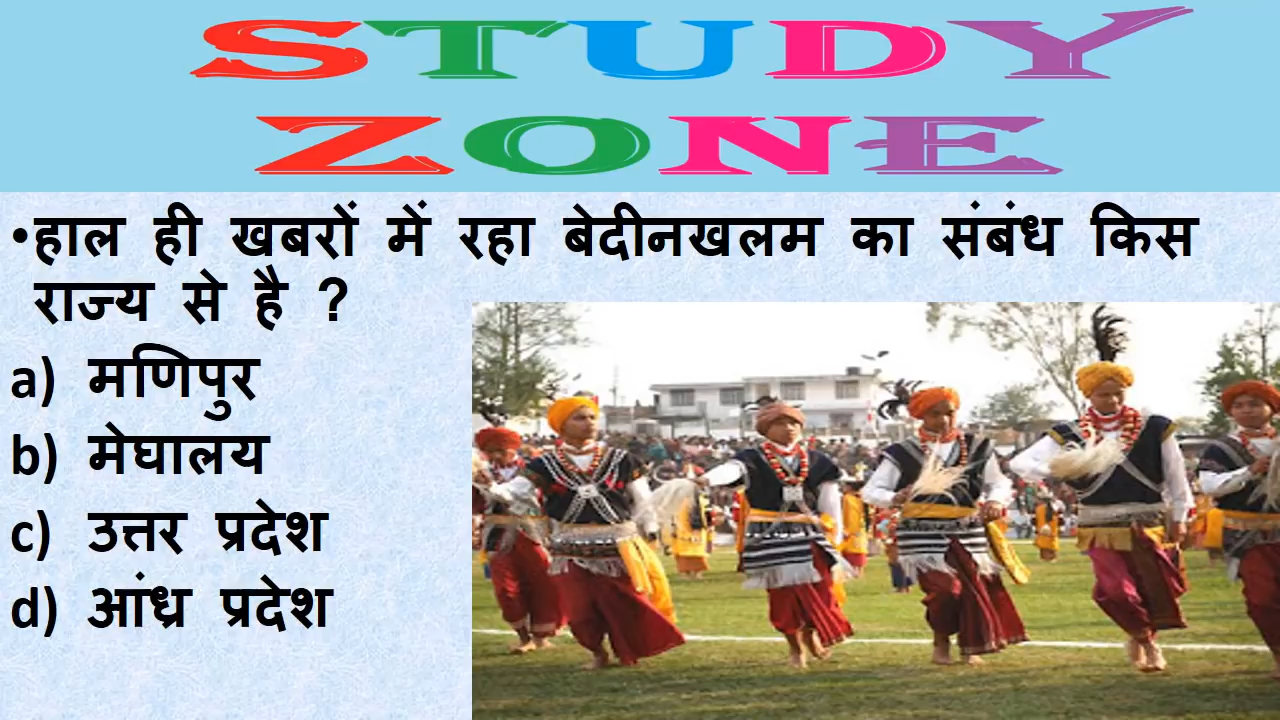 STUDY
ZONE
•हाल ही खबरों में रहा बेदीनखलम का संबंध किस
राज्य से है ?
a) मणिपुर
b) मेघालय
c) उत्तर प्रदेश
d) आंध्र प्रदेश